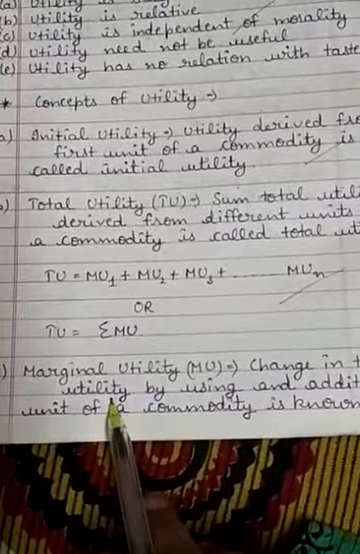 (b) Utility is relative
(c) Utility is independent of morality
(d) Utility need not be useful
(e) Utility has no relation with taste
* Concepts of Utility ⇒
a) Initial Utility ⇒ Utility derived
first unit of a commodity is
called initial utility.
Total Utility (TU) ⇒ Sum total
derived from different units
a commodity is called total
TU = MU1 + MU2 + MU3 + ........ MUn
OR
TU = ΣMU
) Marginal Utility (MU) ⇒ Change in
utility by using and
unit of a commodity is known